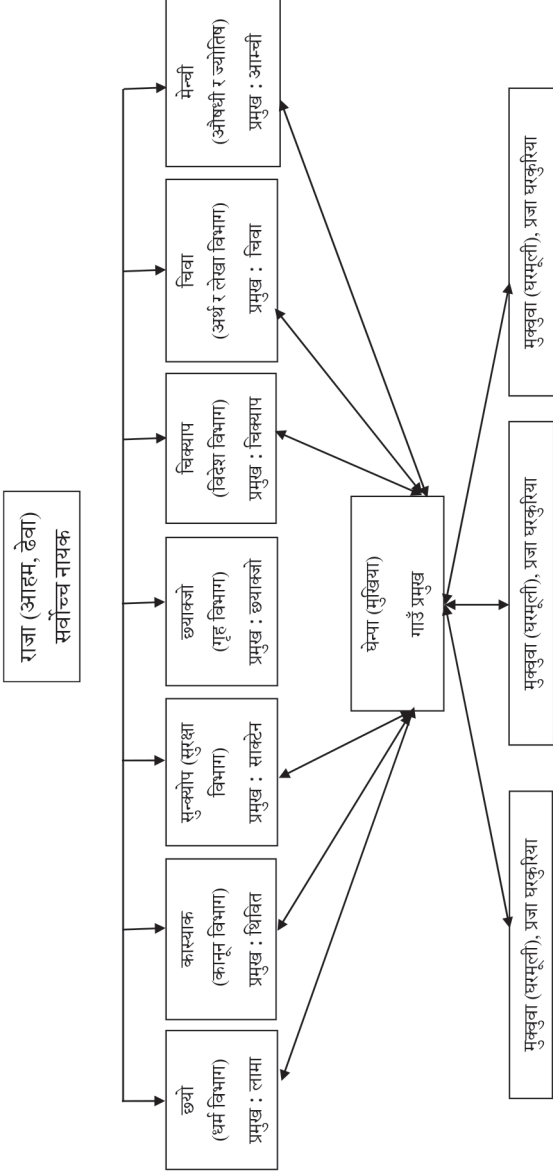 राजा (आहम, ढेवा)
सर्वोच्च नायक
छयो
(धर्म विभाग)
प्रमुख : लामा
कास्याक
(कानून विभाग)
प्रमुख : थिवित
सुन्क्योप (सुरक्षा
विभाग)
प्रमुख : साक्टेन
छ्याक्जो
(गृह विभाग)
प्रमुख : छ्याक्जो
चिक्याप
(विदेश विभाग)
प्रमुख : चिक्याप
चिवा
(अर्थ र लेखा विभाग)
प्रमुख : चिवा
मेन्ची
(औषधी र ज्योतिष)
प्रमुख : आम्ची
घेन्पा (मुखिया)
गाउँ प्रमुख
मुक्वुवा (घरमूली), प्रजा घरकुरिया
मुक्वुवा (घरमूली), प्रजा घरकुरिया
मुक्वुवा (घरमूली), प्रजा घरकुरिया